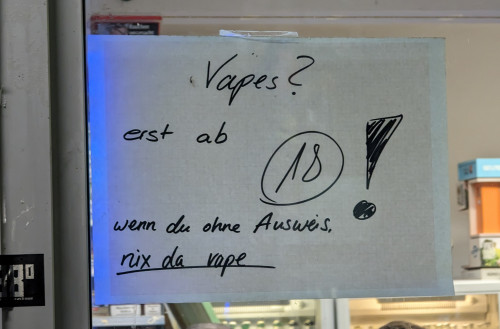 Vapes?
erst ab
18 !
wenn du ohne Ausweis.
nix da vape